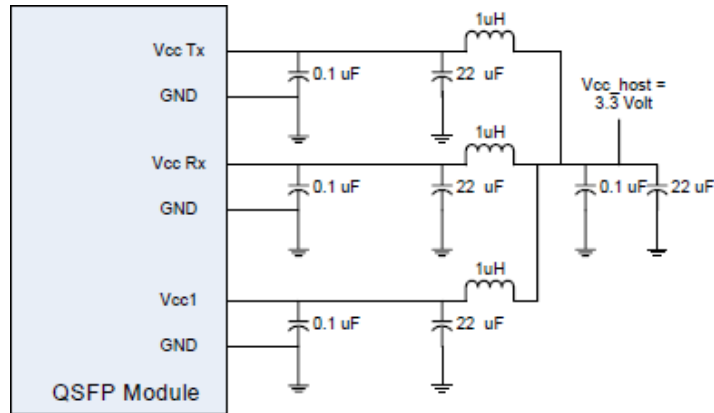 1uH
Vcc Tx
0.1 uF
22 uF
GND
Vcc_host =
3.3 Volt
1uH
Vcc Rx
0.1 uF
22 uF
0.1 uF
22 uF
GND
1uH
Vcc1
0.1 uF
22 uF
GND
QSFP Module